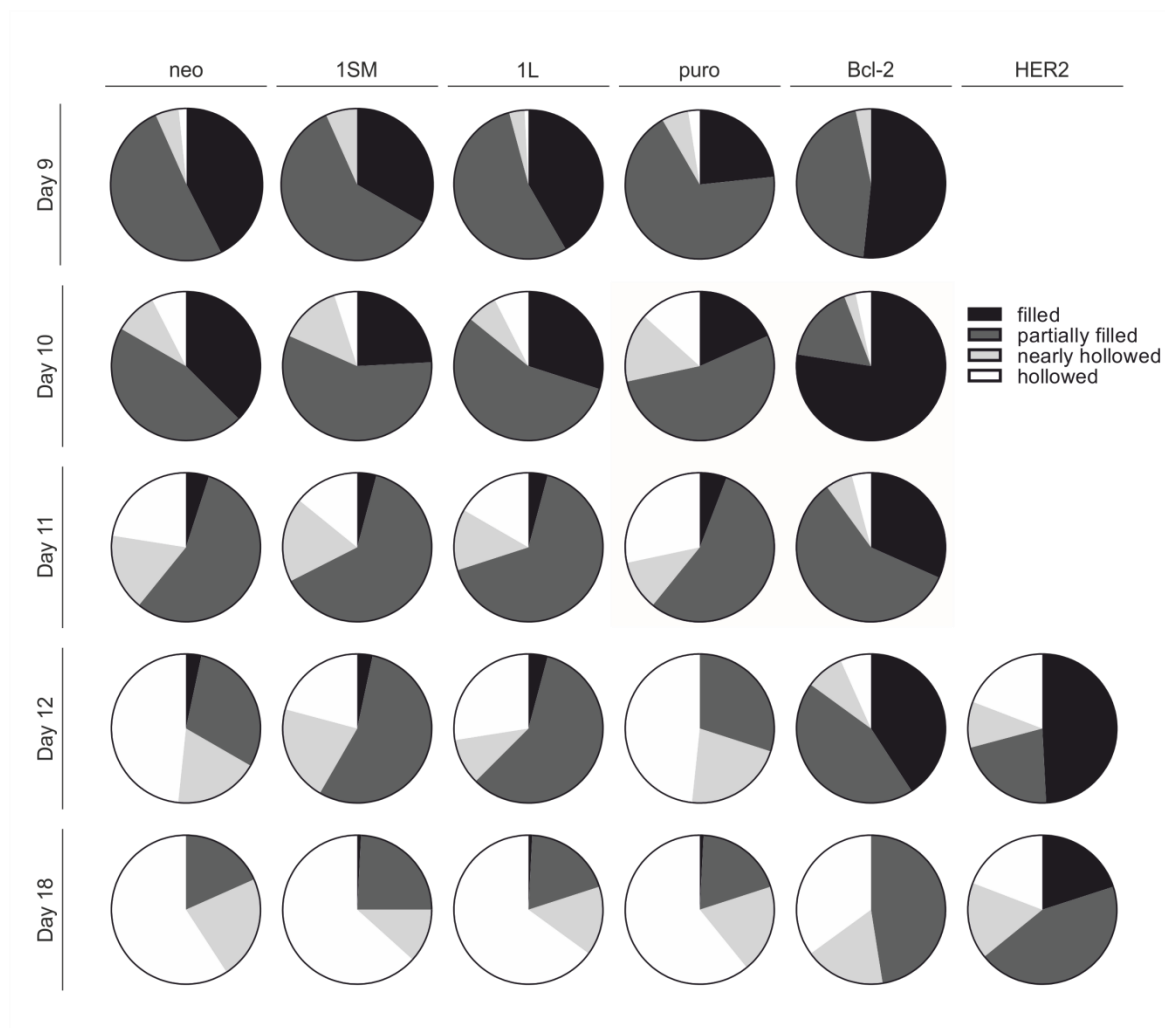 neo 1SM 1L puro Bcl-2 HER2
Day 9
Day 10
filled
partially filled
nearly hollowed
hollowed
Day 11
Day 12
Day 18